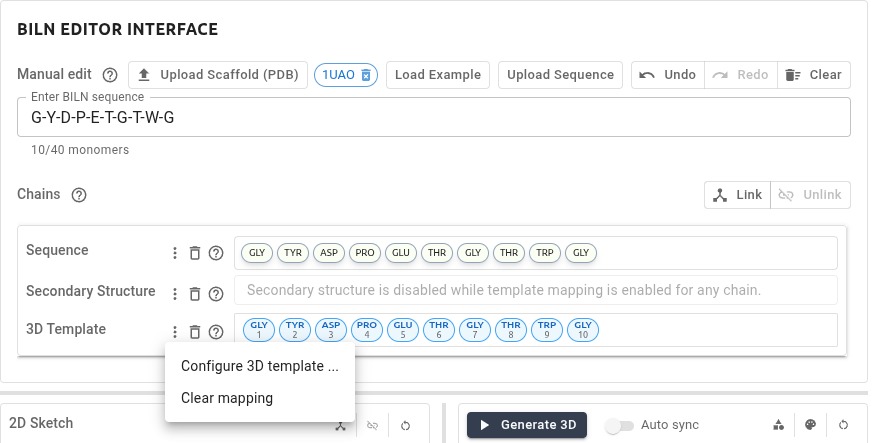 BILN EDITOR INTERFACE
Manual edit Upload Scaffold (PDB) 1UAO Load Example Upload Sequence Undo Redo Clear
Enter BILN sequence
G-Y-D-P-E-T-G-T-W-G
10/40 monomers
Chains Link Unlink
Sequence GLY TYR ASP PRO GLU THR GLY THR TRP GLY
Secondary Structure Secondary structure is disabled while template mapping is enabled for any chain.
3D Template GLY 1 TYR 2 ASP 3 PRO 4 GLU 5 THR 6 GLY 7 THR 8 TRP 9 GLY 10
Configure 3D template ...
Clear mapping
2D Sketch Generate 3D Auto sync